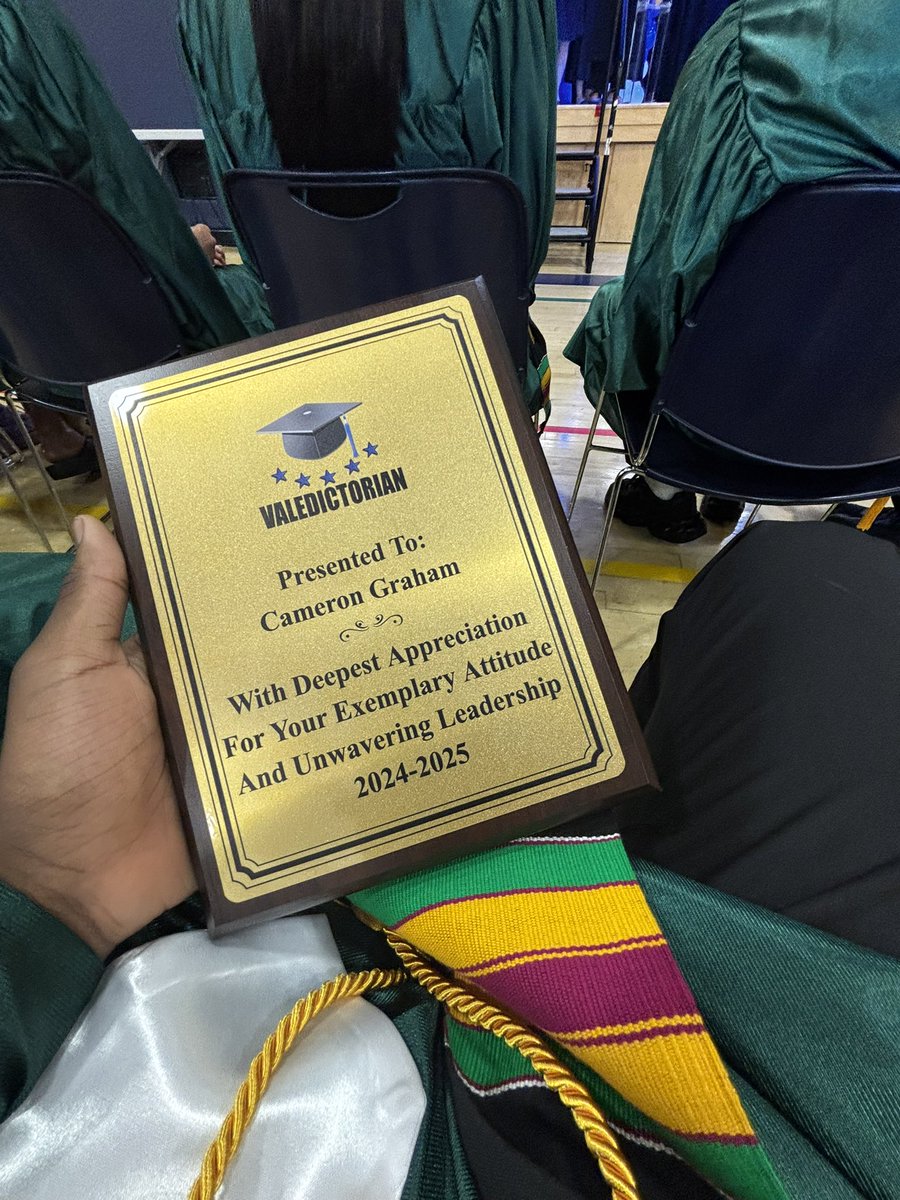 VALEDICTORIAN
Presented To:
Cameron Graham
With Deepest Appreciation
For Your Exemplary Attitude
And Unwavering Leadership
2024-2025